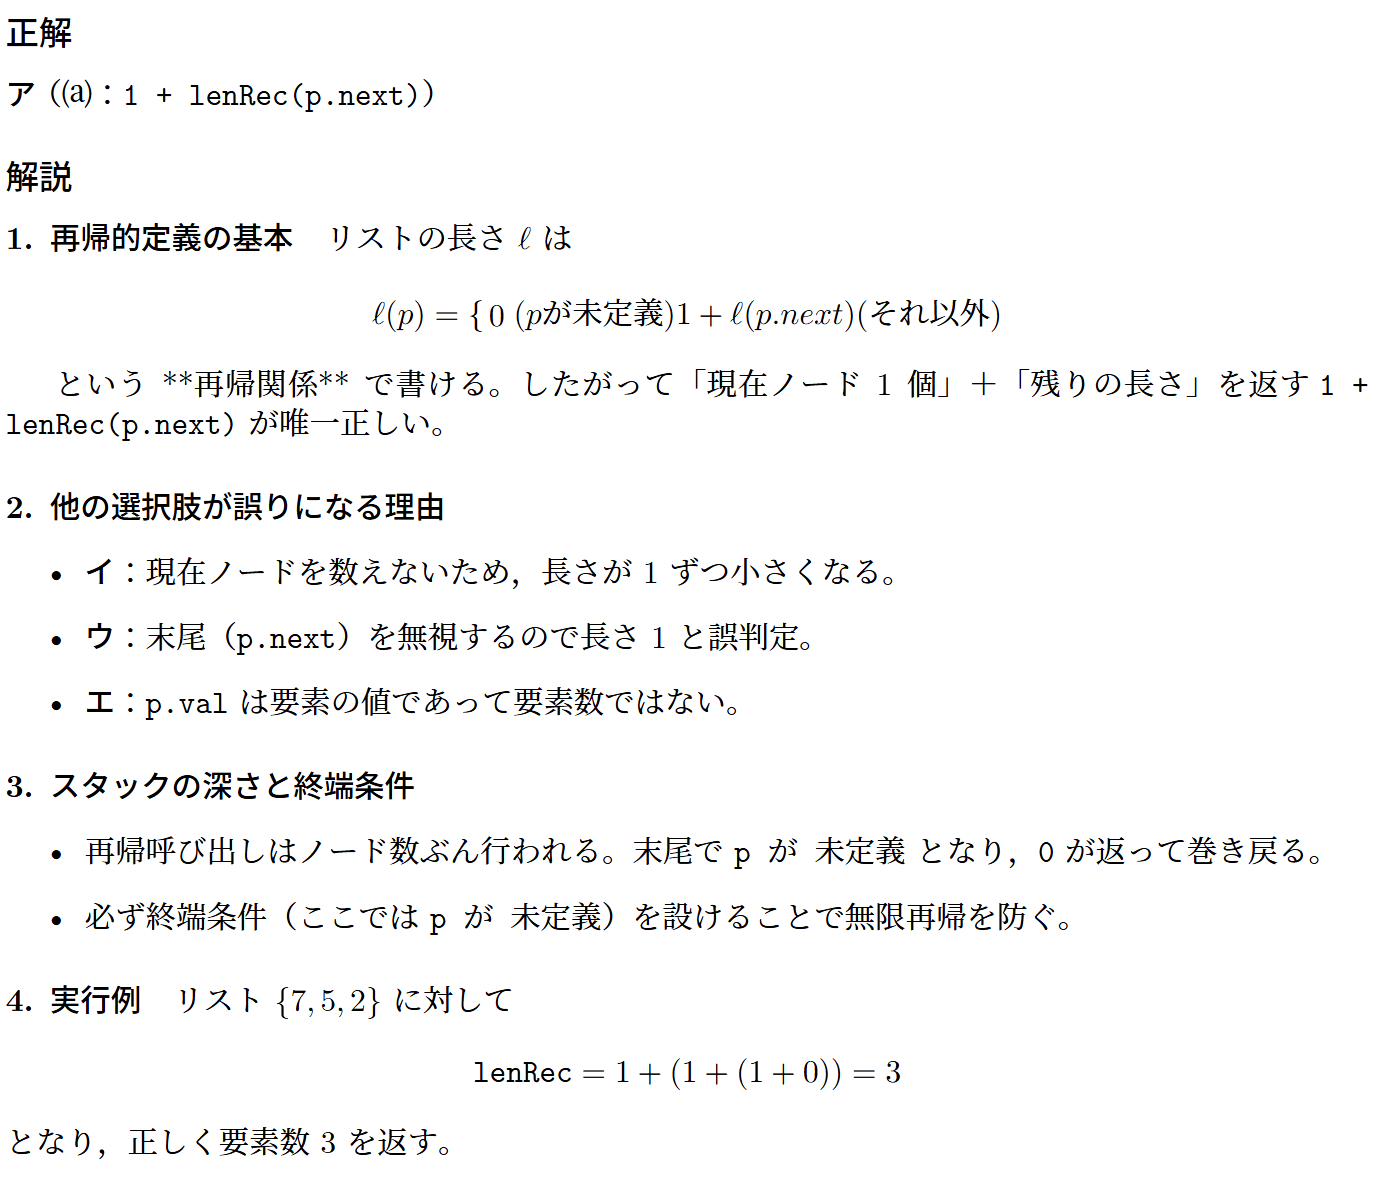 正解
ア（(a)：1 + lenRec(p.next)）
解説
1. 再帰的定義の基本　リストの長さ ℓ は
ℓ(p) = { 0 (pが未定義)1 + ℓ(p.next)(それ以外)
という **再帰関係** で書ける。したがって「現在ノード 1 個」＋「残りの長さ」を返す 1 +
lenRec(p.next) が唯一正しい。
2. 他の選択肢が誤りになる理由
• イ：現在ノードを数えないため，長さが 1 ずつ小さくなる。
• ウ：末尾（p.next）を無視するので長さ 1 と誤判定。
• エ：p.val は要素の値であって要素数ではない。
3. スタックの深さと終端条件
• 再帰呼び出しはノード数ぶん行われる。末尾で p が 未定義 となり，0 が返って巻き戻る。
• 必ず終端条件（ここでは p が 未定義）を設けることで無限再帰を防ぐ。
4. 実行例　リスト {7, 5, 2} に対して
lenRec = 1 + (1 + (1 + 0)) = 3
となり，正しく要素数 3 を返す。